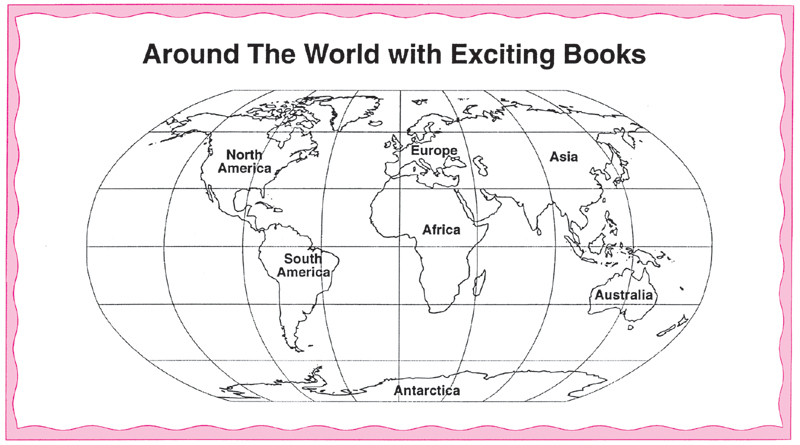 Around The World with Exciting Books
North
America
Europe
Asia
Africa
South
America
Australia
Antarctica